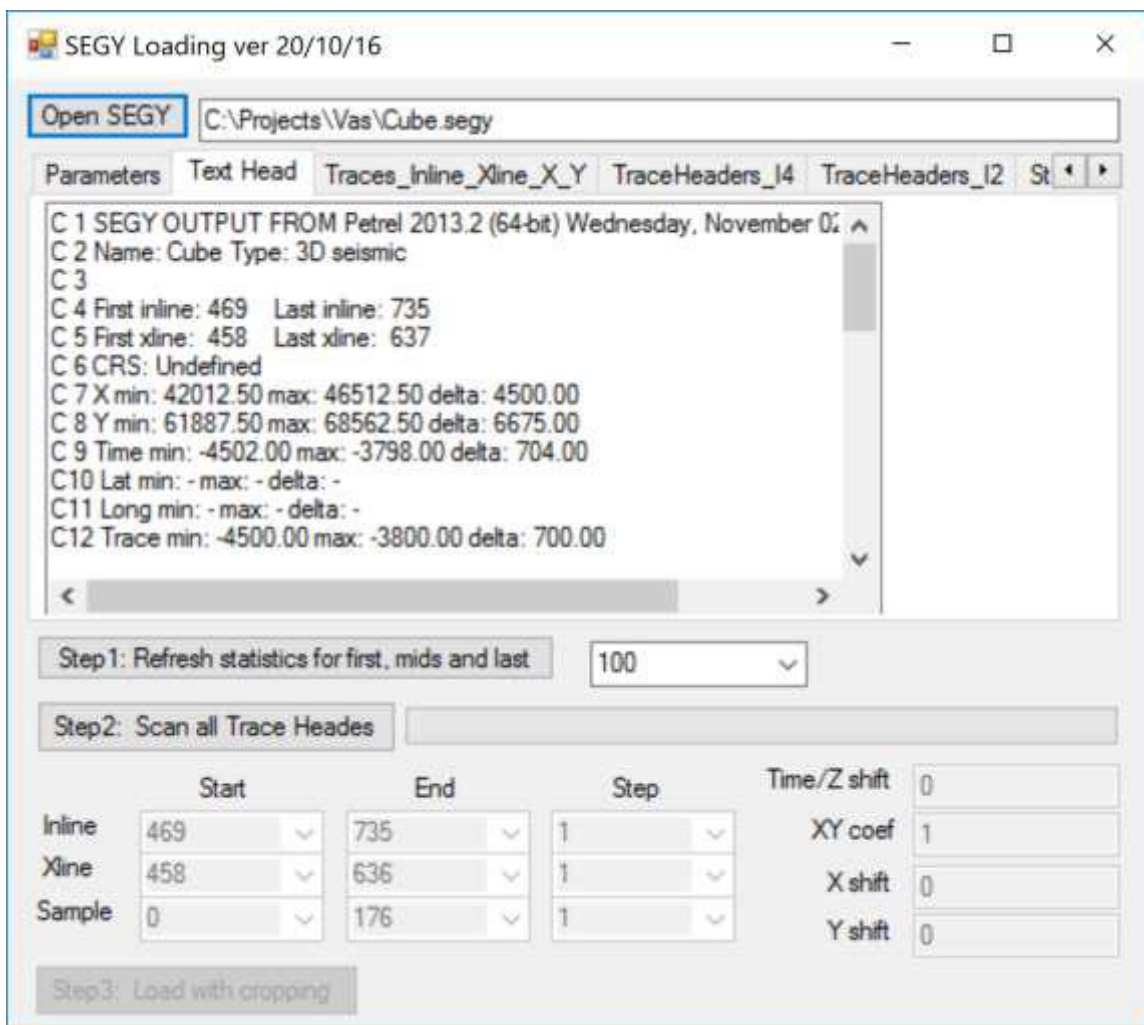 SEGY Loading ver 20/10/16
Open SEGY C:\Projects\Vas\Cube.segy
Parameters Text Head Traces_Inline_Xline_X_Y TraceHeaders_I4 TraceHeaders_I2 St
C 1 SEGY OUTPUT FROM Petrel 2013.2 (64-bit) Wednesday, November 02
C 2 Name: Cube Type: 3D seismic
C 3
C 4 First inline: 469 Last inline: 735
C 5 First xline: 458 Last xline: 637
C 6 CRS: Undefined
C 7 X min: 42012.50 max: 46512.50 delta: 4500.00
C 8 Y min: 61887.50 max: 68562.50 delta: 6675.00
C 9 Time min: -4502.00 max: -3798.00 delta: 704.00
C10 Lat min: - max: - delta: -
C11 Long min: - max: - delta: -
C12 Trace min: -4500.00 max: -3800.00 delta: 700.00
Step1: Refresh statistics for first, mids and last 100
Step2: Scan all Trace Heades
Start End Step Time/Z shift 0
Inline 469 735 1 XY coef 1
Xline 458 636 1 X shift 0
Sample 0 176 1 Y shift 0
Step3: Load with cropping